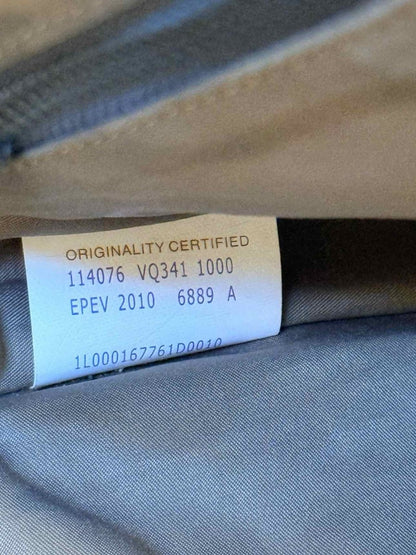 ORIGINALITY CERTIFIED
114076 VQ341 1000
EPEV 2010 6889 A
1L000167761D0010